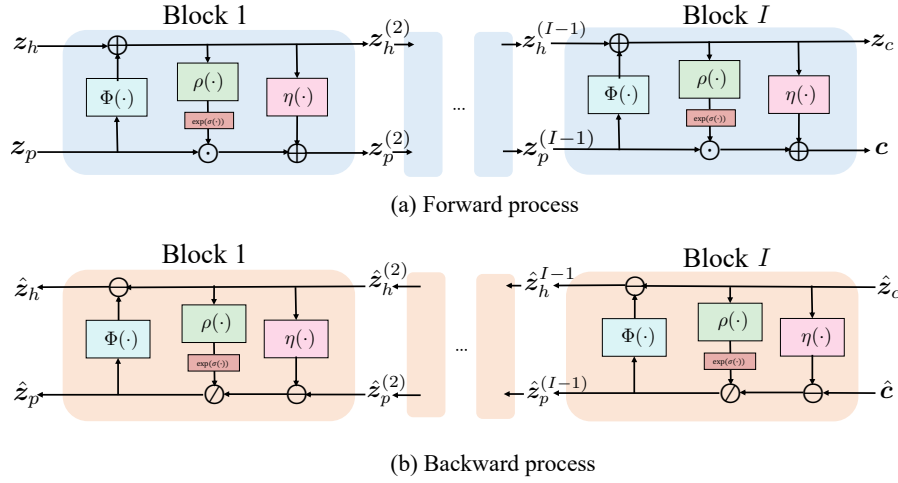 Block 1
Block I
z_h
z_h^{(2)}
z_h^{(I-1)}
z_c
ρ(·)
ρ(·)
Φ(·)
η(·)
Φ(·)
η(·)
exp(σ(·))
...
exp(σ(·))
z_p
z_p^{(2)}
z_p^{(I-1)}
c
(a) Forward process
Block 1
Block I
ẑ_h
ẑ_h^{(2)}
ẑ_h^{I-1}
ẑ_c
ρ(·)
ρ(·)
Φ(·)
η(·)
Φ(·)
η(·)
exp(σ(·))
...
exp(σ(·))
ẑ_p
ẑ_p^{(2)}
ẑ_p^{(I-1)}
ĉ
(b) Backward process